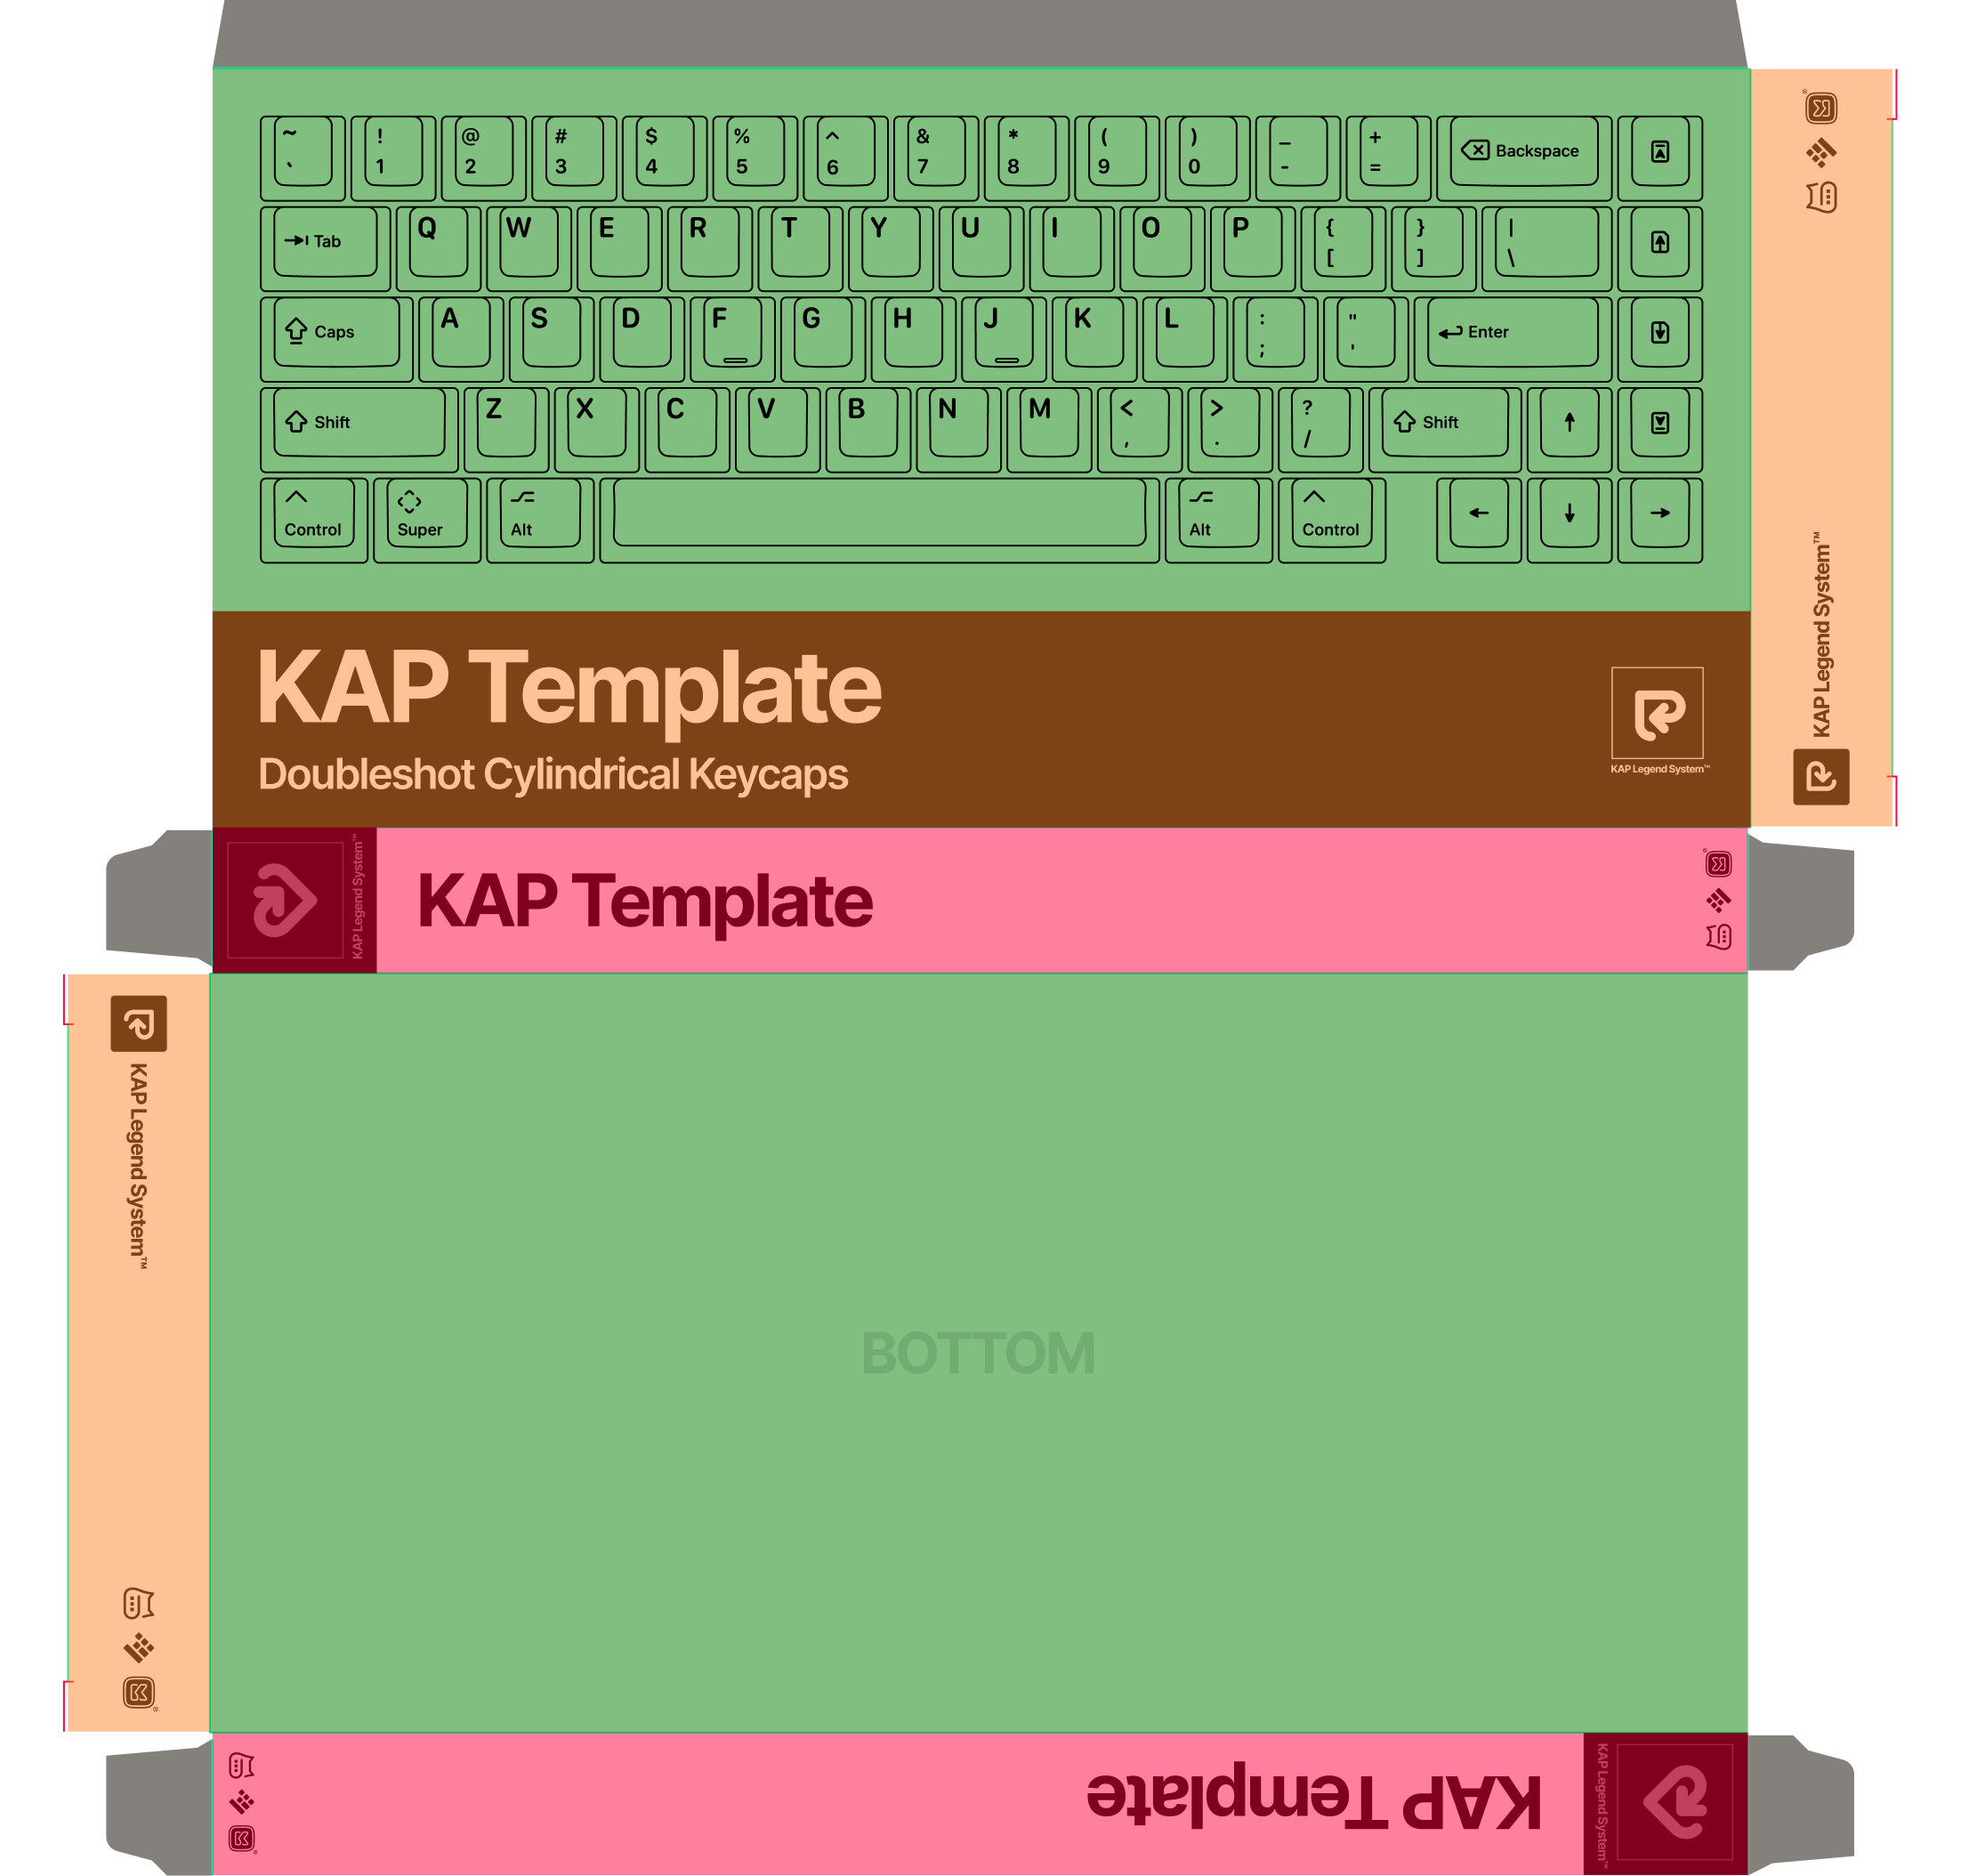 ~ ! @ # $ % ^ & * ( ) _ +
` 1 2 3 4 5 6 7 8 9 0 - = Backspace
Tab Q W E R T Y U I O P { } |
[ ] \
Caps A S D F G H J K L : " Enter
; '
Shift Z X C V B N M < > ? Shift
, . /
Control Super Alt Alt Control
KAP Template
Doubleshot Cylindrical Keycaps
KAP Legend System™
KAP Legend System™
KAP Legend System™
KAP Template
KAP Legend System™
BOTTOM
KAP Template
KAP Legend System™